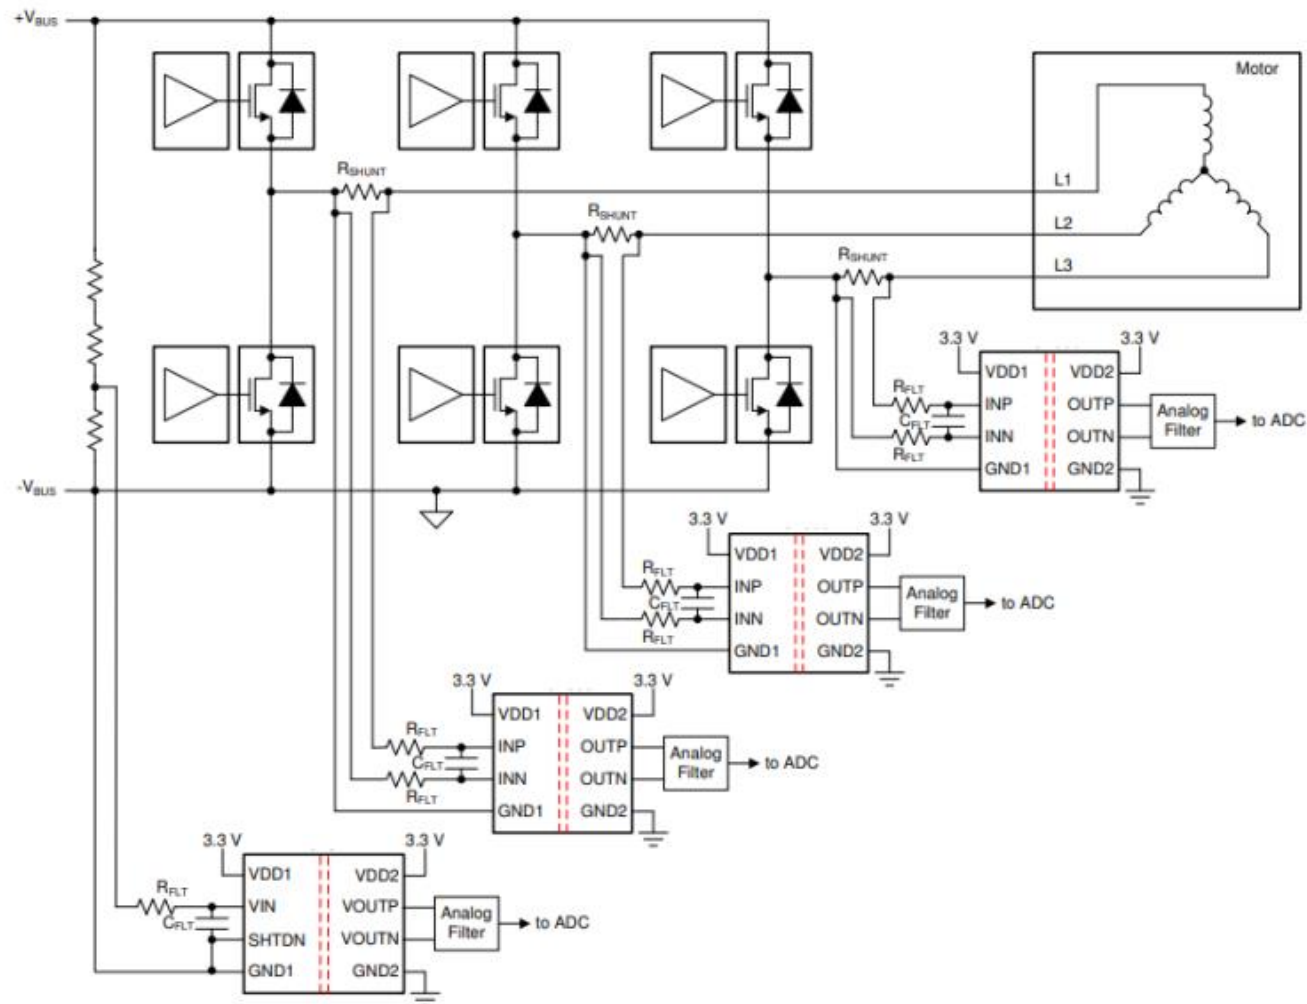 +VBUS
Motor
RSHUNT
L1
RSHUNT
L2
RSHUNT
L3
3.3 V
3.3 V
VDD1
VDD2
RFLT
INP
OUTP
CFLT
Analog
Filter
to ADC
INN
OUTN
RFLT
GND1
GND2
-VBUS
3.3 V
3.3 V
VDD1
VDD2
RFLT
INP
OUTP
CFLT
Analog
Filter
to ADC
INN
OUTN
RFLT
GND1
GND2
3.3 V
3.3 V
VDD1
VDD2
RFLT
INP
OUTP
CFLT
Analog
Filter
to ADC
INN
OUTN
RFLT
GND1
GND2
3.3 V
3.3 V
VDD1
VDD2
RFLT
VIN
VOUTP
CFLT
Analog
Filter
to ADC
SHTDN
VOUTN
GND1
GND2